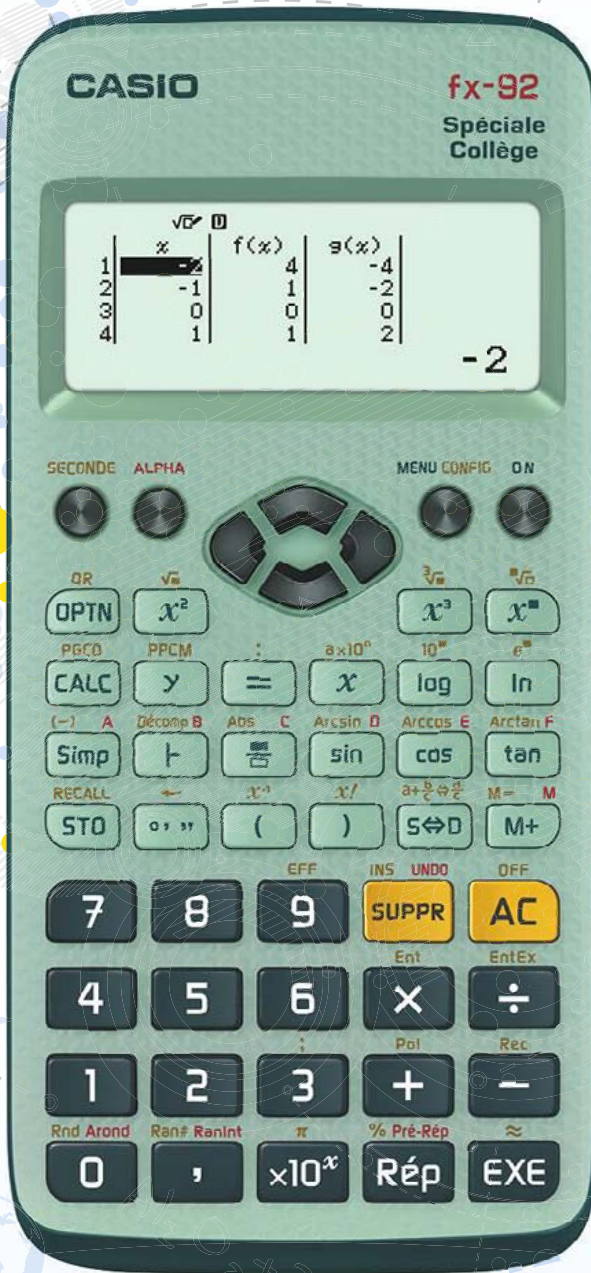 CASIO fx-92
Spéciale
Collège
√ D
x f(x) g(x)
1 -2 4 -4
2 -1 1 -2
3 0 0 0
4 1 1 2
-2
SECONDE ALPHA MENU CONFIG ON
QR √■ ³√■ ■√□
OPTN x² x³ x■
PGCD PPCM : a×10ⁿ 10■ e■
CALC y = x log ln
(-) A Décomp B Abs C Arcsin D Arccos E Arctan F
Simp ⊢ sin cos tan
RECALL ← x⁻¹ x! a+b/c⇔d/c M- M
STO ° ’ ” ( ) S⇔D M+
EFF INS UNDO OFF
7 8 9 SUPPR AC
Ent EntEx
4 5 6 × ÷
; Pol Rec
1 2 3 + −
Rnd Arond Ran# RanInt π % Pré-Rép ≈
0 , ×10ˣ Rép EXE